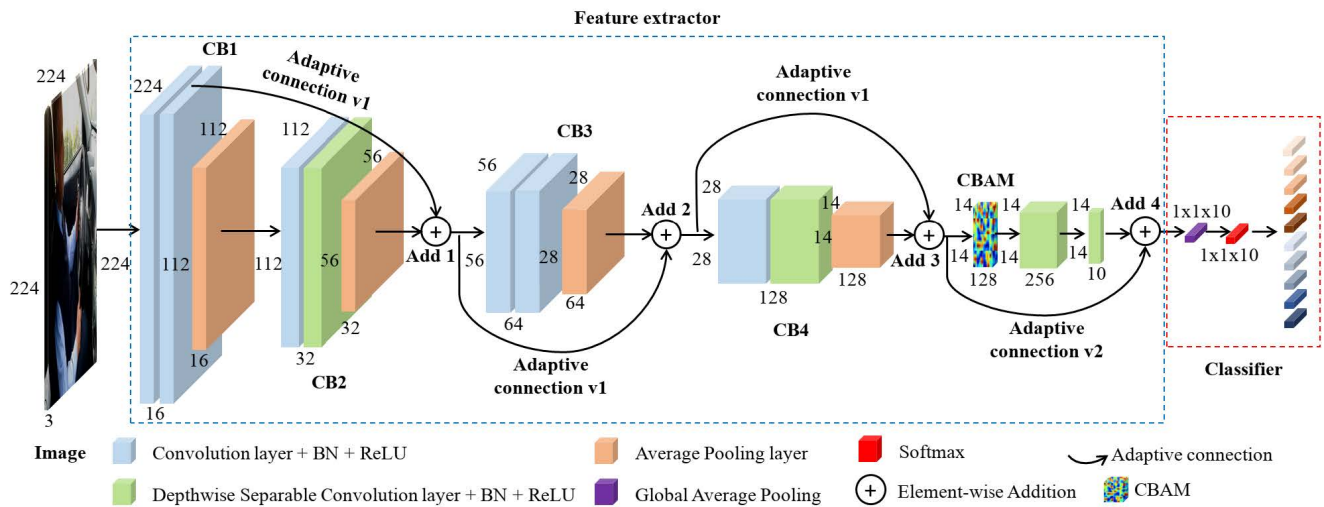 Feature extractor
CB1
224
224
Adaptive
connection v1
112
112
56
224
224
112
112
56
16
16
32
32
3
CB2
Add 1
CB3
56
28
56
28
64
64
Adaptive
connection v1
Add 2
Adaptive
connection v1
28
14
28
14
128
128
CB4
Add 3
CBAM
14
14
14
14
14
14
128
256
10
Add 4
Adaptive
connection v2
1x1x10
1x1x10
Classifier
Image
Convolution layer + BN + ReLU
Average Pooling layer
Softmax
Adaptive connection
Depthwise Separable Convolution layer + BN + ReLU
Global Average Pooling
Element-wise Addition
CBAM